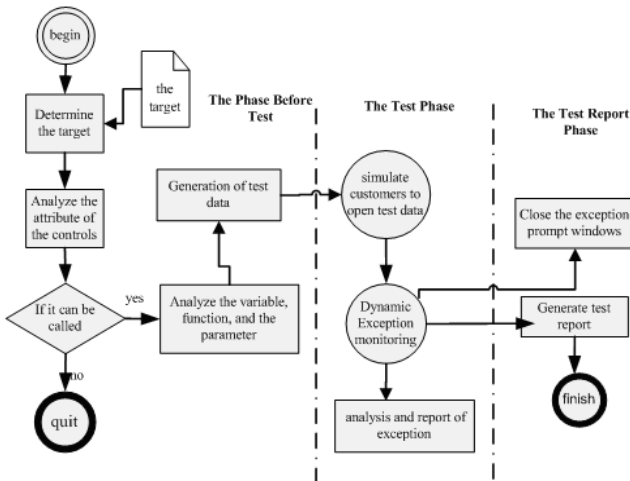 begin
the
target
Determine
the target
Analyze the
attribute of
the controls
If it can be
called
yes
no
quit
The Phase Before
Test
Generation of test
data
Analyze the variable,
function, and the
parameter
The Test Phase
simulate
customers to
open test data
Dynamic
Exception
monitoring
analysis and report of
exception
The Test Report
Phase
Close the exception
prompt windows
Generate test
report
finish